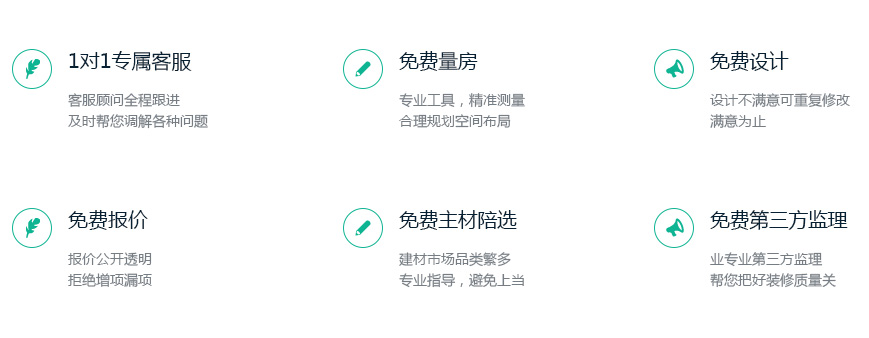 1对1专属客服
客服顾问全程跟进
及时帮您调解各种问题
免费量房
专业工具，精准测量
合理规划空间布局
免费设计
设计不满意可重复修改
满意为止
免费报价
报价公开透明
拒绝增项漏项
免费主材陪选
建材市场品类繁多
专业指导，避免上当
免费第三方监理
业专业第三方监理
帮您把好装修质量关